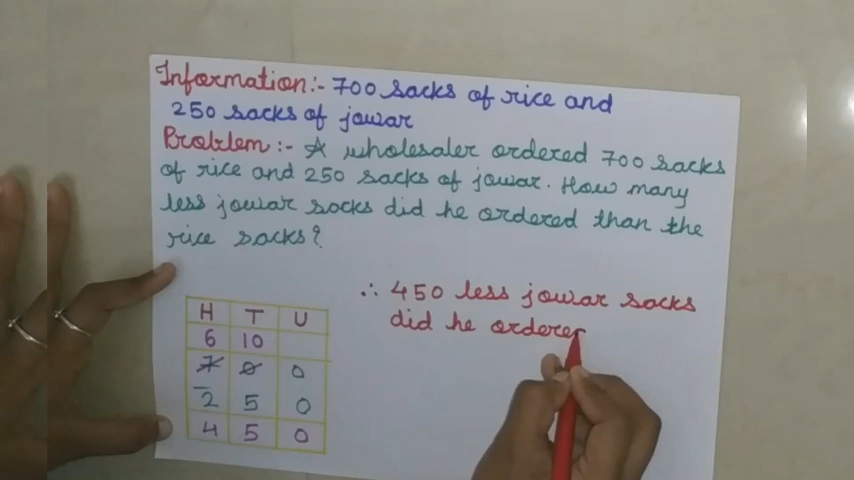 Information:- 700 sacks of rice and
250 sacks of jowar
Problem:- A wholesaler ordered 700 sacks
of rice and 250 sacks of jowar. How many
less jowar sacks did he ordered than the
rice sacks?
∴ 450 less jowar sacks
did he ordere
H T U
6 10
7 0 0
- 2 5 0
4 5 0